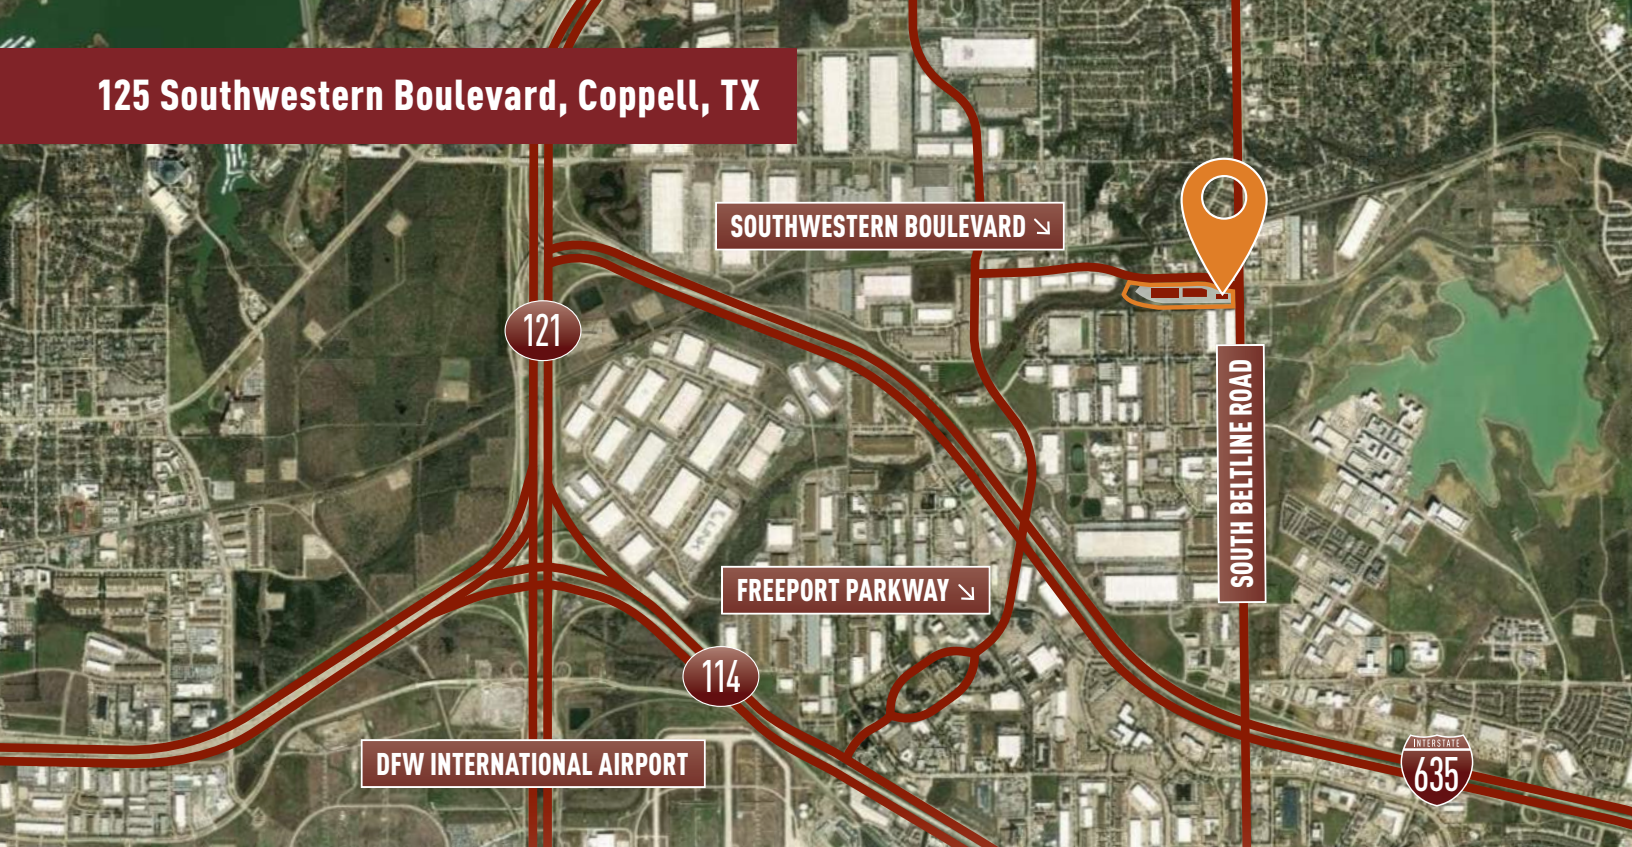 125 Southwestern Boulevard, Coppell, TX
SOUTHWESTERN BOULEVARD ↘
121
SOUTH BELTLINE ROAD
FREEPORT PARKWAY ↘
114
DFW INTERNATIONAL AIRPORT
INTERSTATE
635